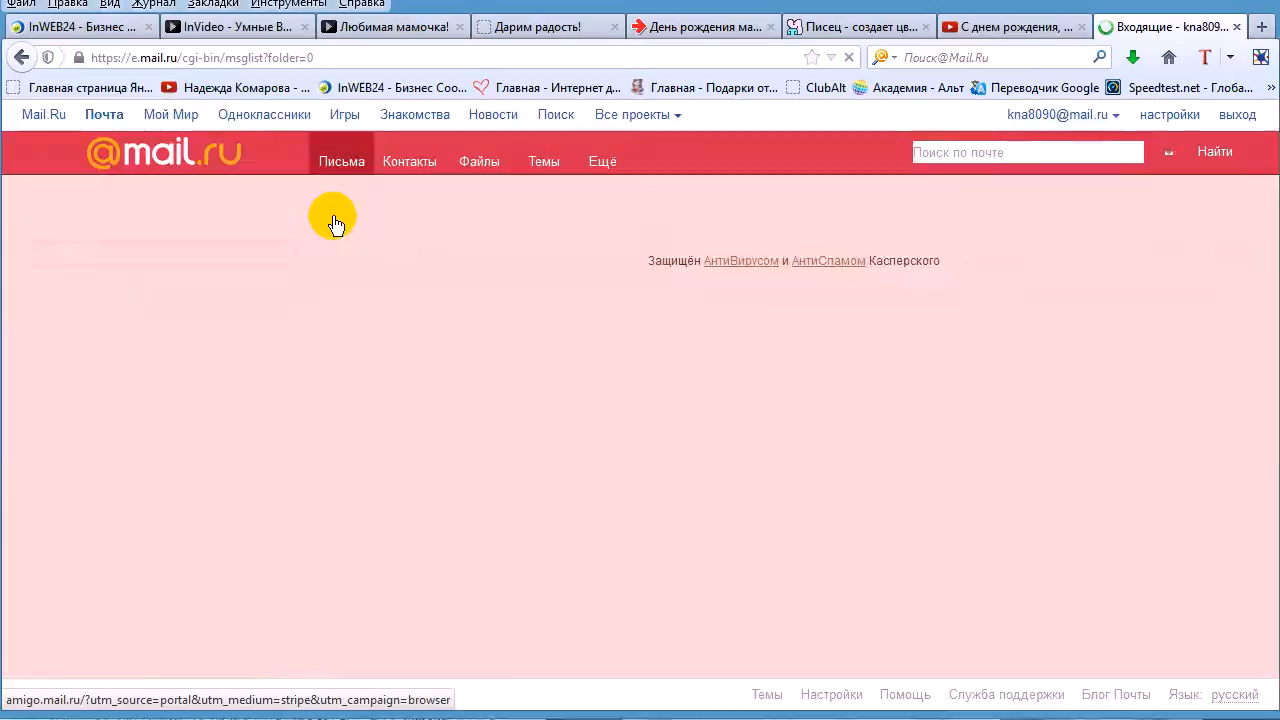 Файл Правка Вид Журнал Закладки Инструменты Справка
InWEB24 - Бизнес ... InVideo - Умные В... Любимая мамочка! Дарим радость! День рождения ма... Писец - создает цв... С днем рождения, ... Входящие - kna809...
https://e.mail.ru/cgi-bin/msglist?folder=0 Поиск@Mail.Ru
Главная страница Ян... Надежда Комарова - ... InWEB24 - Бизнес Соо... Главная - Интернет д... Главная - Подарки от... ClubAlt Академия - Альт Переводчик Google Speedtest.net - Глоба...
Mail.Ru Почта Мой Мир Одноклассники Игры Знакомства Новости Поиск Все проекты kna8090@mail.ru настройки выход
@mail.ru Письма Контакты Файлы Темы Ещё Поиск по почте Найти
Защищён АнтиВирусом и АнтиСпамом Касперского
Темы Настройки Помощь Служба поддержки Блог Почты Язык: русский
amigo.mail.ru/?utm_source=portal&utm_medium=stripe&utm_campaign=browser